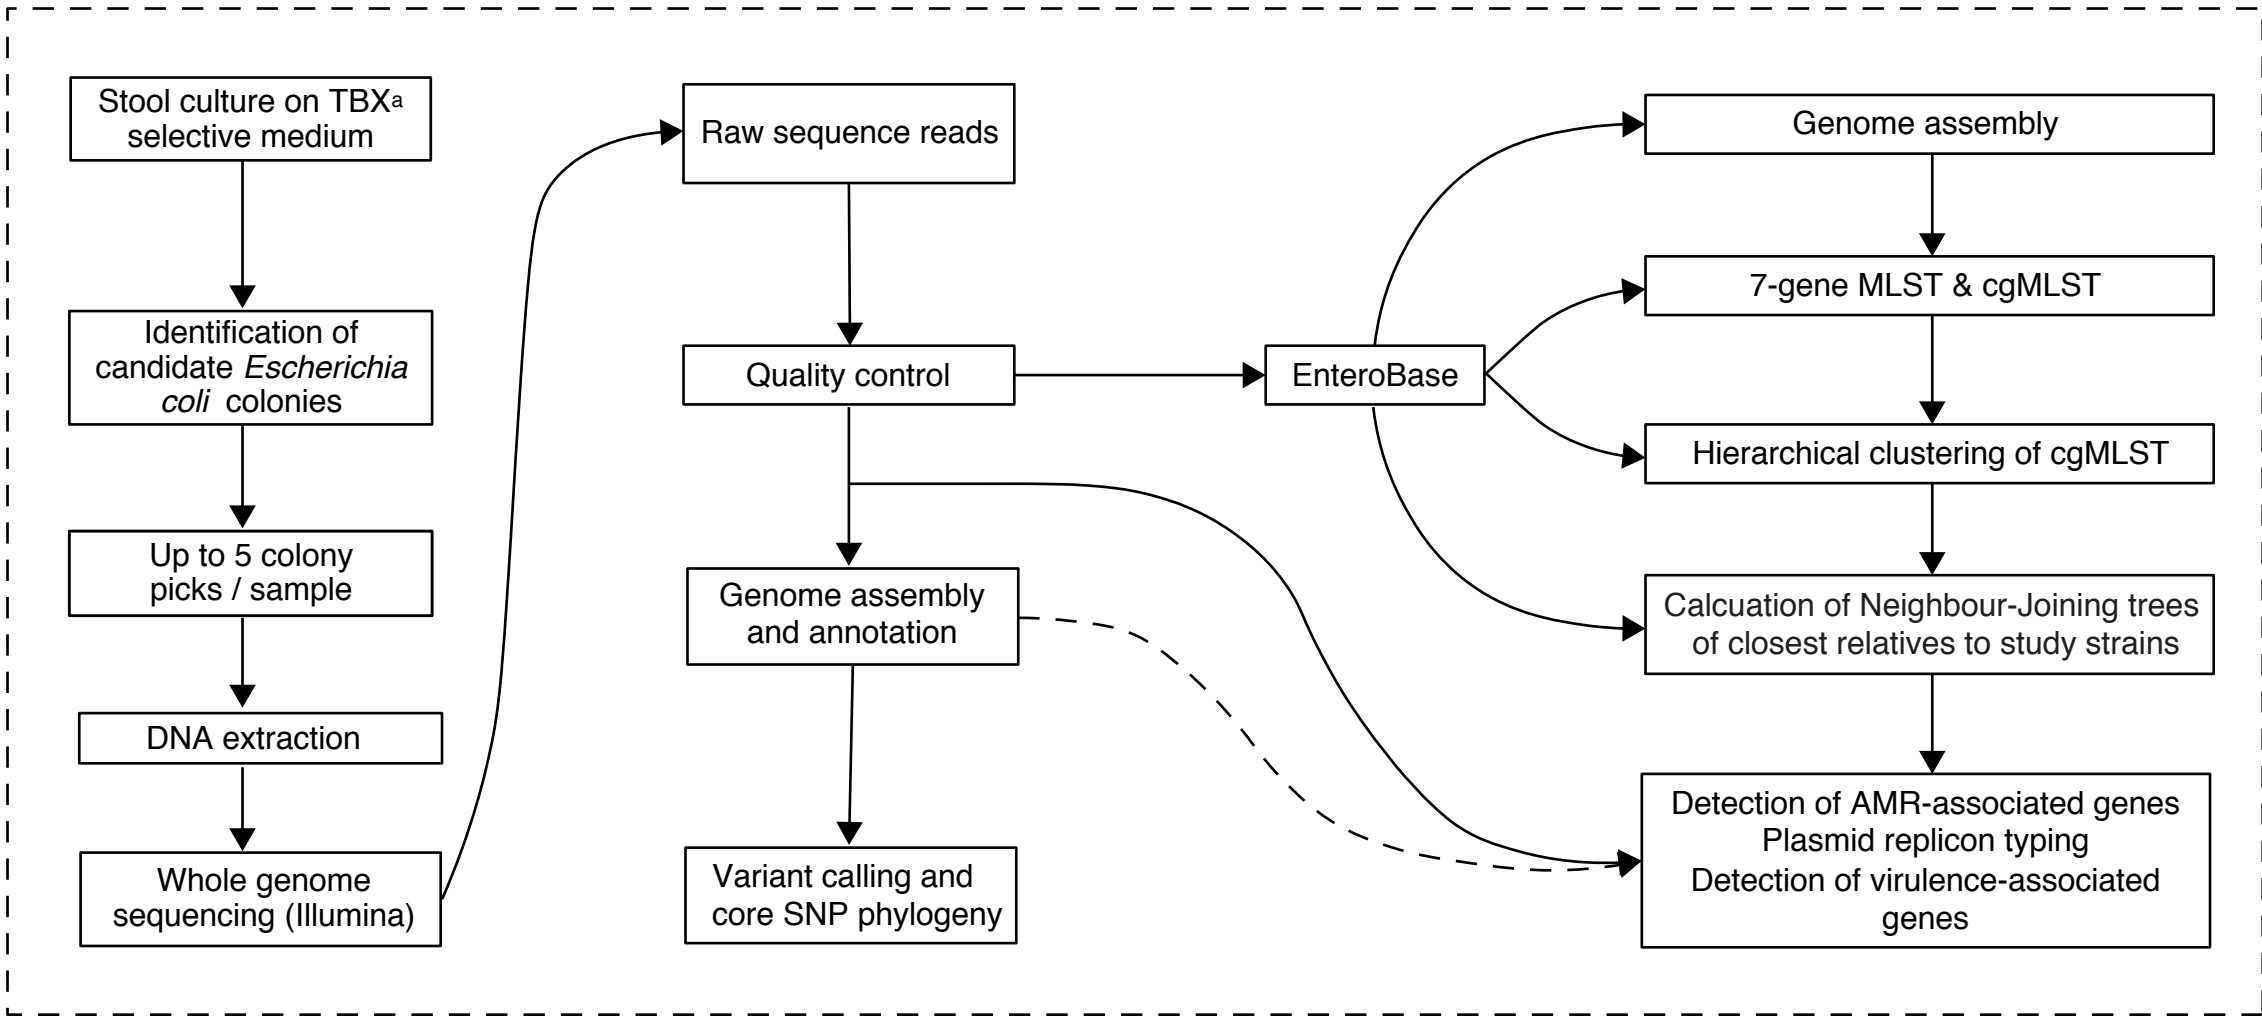 Stool culture on TBXᵃ
selective medium
Identification of
candidate Escherichia
coli colonies
Up to 5 colony
picks / sample
DNA extraction
Whole genome
sequencing (Illumina)
Raw sequence reads
Quality control
Genome assembly
and annotation
Variant calling and
core SNP phylogeny
EnteroBase
Genome assembly
7-gene MLST & cgMLST
Hierarchical clustering of cgMLST
Calcuation of Neighbour-Joining trees
of closest relatives to study strains
Detection of AMR-associated genes
Plasmid replicon typing
Detection of virulence-associated
genes